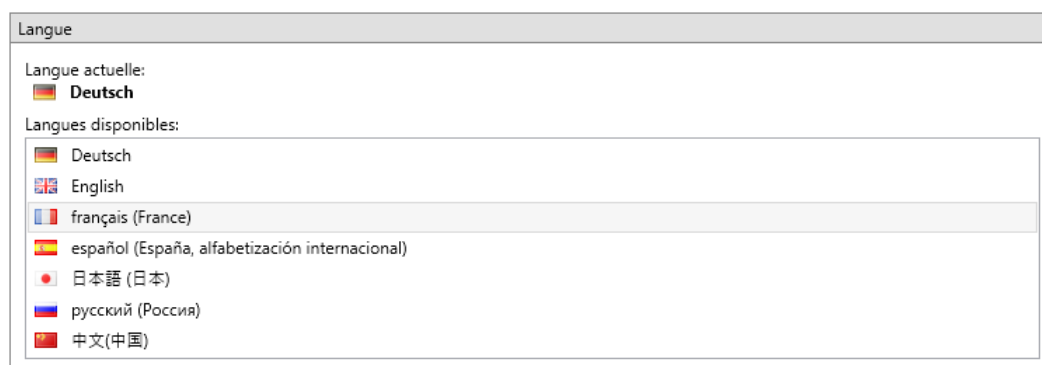 Langue
Langue actuelle:
Deutsch
Langues disponibles:
Deutsch
English
français (France)
español (España, alfabetización internacional)
日本語 (日本)
русский (Россия)
中文(中国)